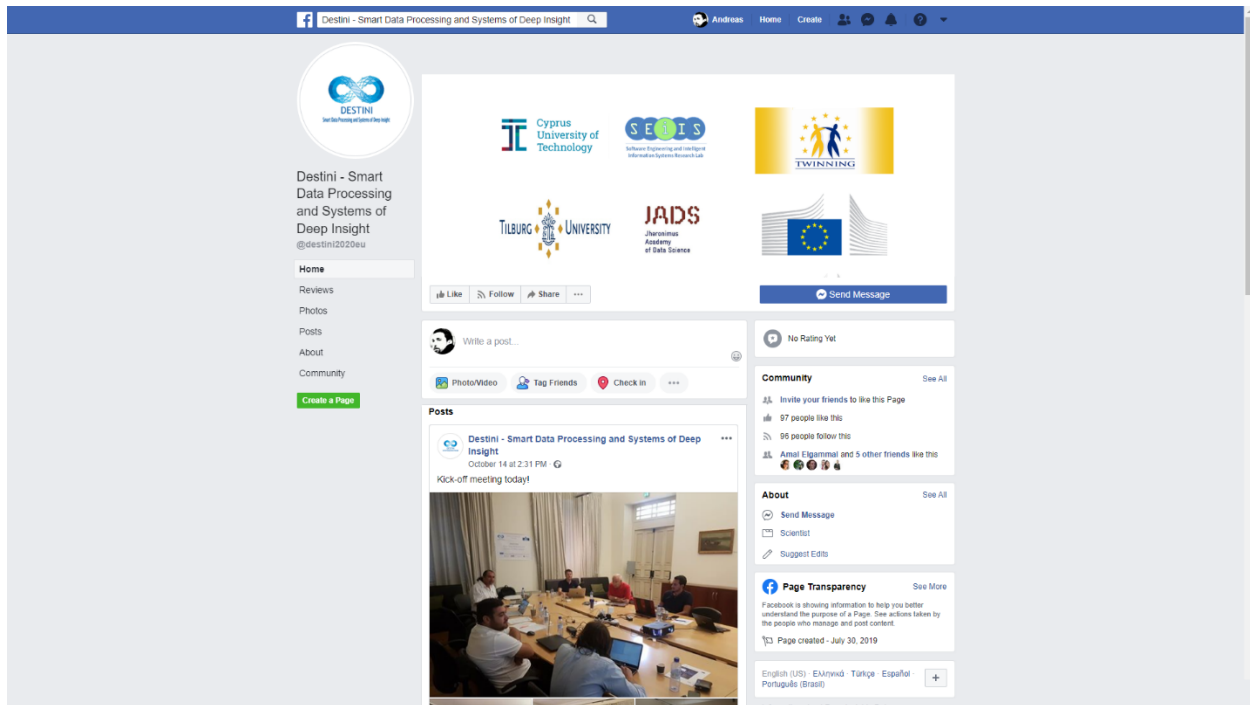 Destini - Smart Data Processing and Systems of Deep Insight
Andreas
Home
Create
DESTINI
Smart Data Processing and Systems of Deep Insight
Destini - Smart
Data Processing
and Systems of
Deep Insight
@destini2020eu
Home
Reviews
Photos
Posts
About
Community
Create a Page
Cyprus
University of
Technology
SEIIS
Software Engineering and Intelligent
Information Systems Research Lab
TWINNING
TILBURG UNIVERSITY
JADS
Jheronimus
Academy
of Data Science
Like
Follow
Share
Send Message
Write a post...
Photo/Video
Tag Friends
Check in
Posts
Destini - Smart Data Processing and Systems of Deep
Insight
October 14 at 2:31 PM ·
Kick-off meeting today!
No Rating Yet
Community
See All
Invite your friends to like this Page
97 people like this
96 people follow this
Amal Elgammal and 5 other friends like this
About
See All
Send Message
Scientist
Suggest Edits
Page Transparency
See More
Facebook is showing information to help you better
understand the purpose of a Page. See actions taken by
the people who manage and post content.
Page created - July 30, 2019
English (US) · Ελληνικά · Türkçe · Español ·
Português (Brasil)